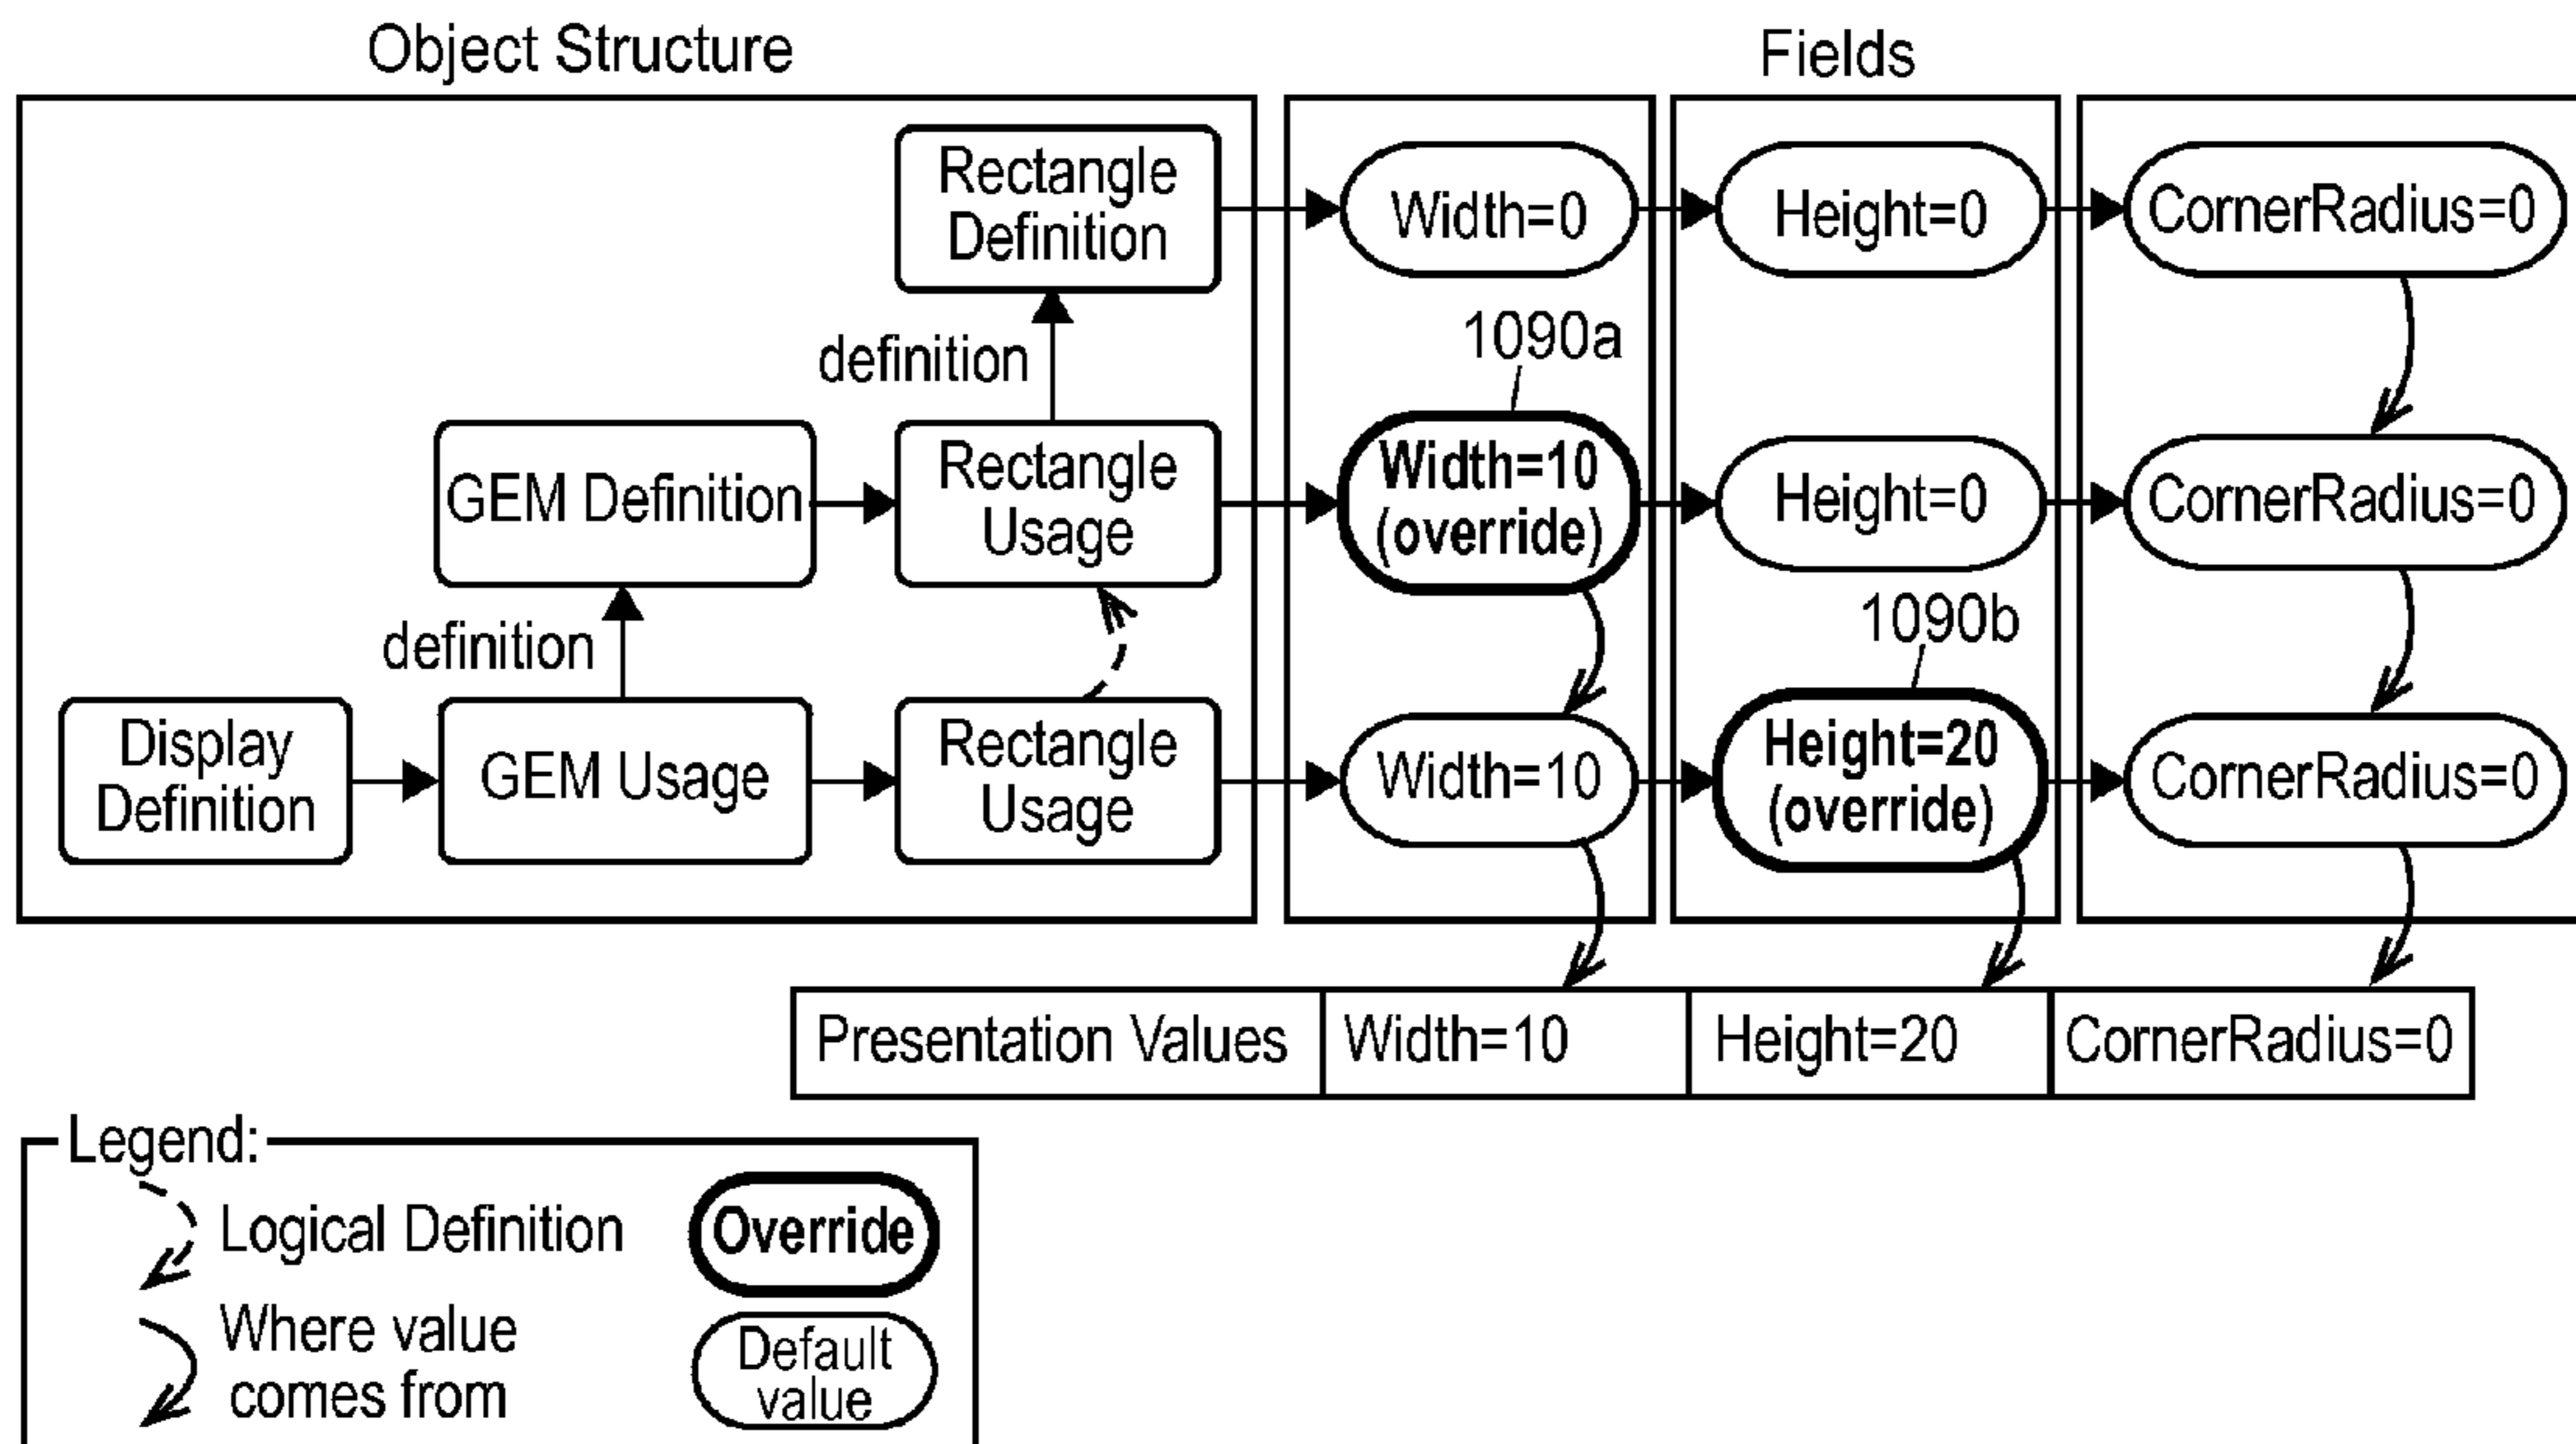 Object Structure
Fields
Rectangle
Definition
Width=0
Height=0
CornerRadius=0
definition
1090a
GEM Definition
Rectangle
Usage
Width=10
(override)
Height=0
CornerRadius=0
definition
1090b
Display
Definition
GEM Usage
Rectangle
Usage
Width=10
Height=20
(override)
CornerRadius=0
Presentation Values
Width=10
Height=20
CornerRadius=0
Legend:
Logical Definition
Override
Where value
comes from
Default
value